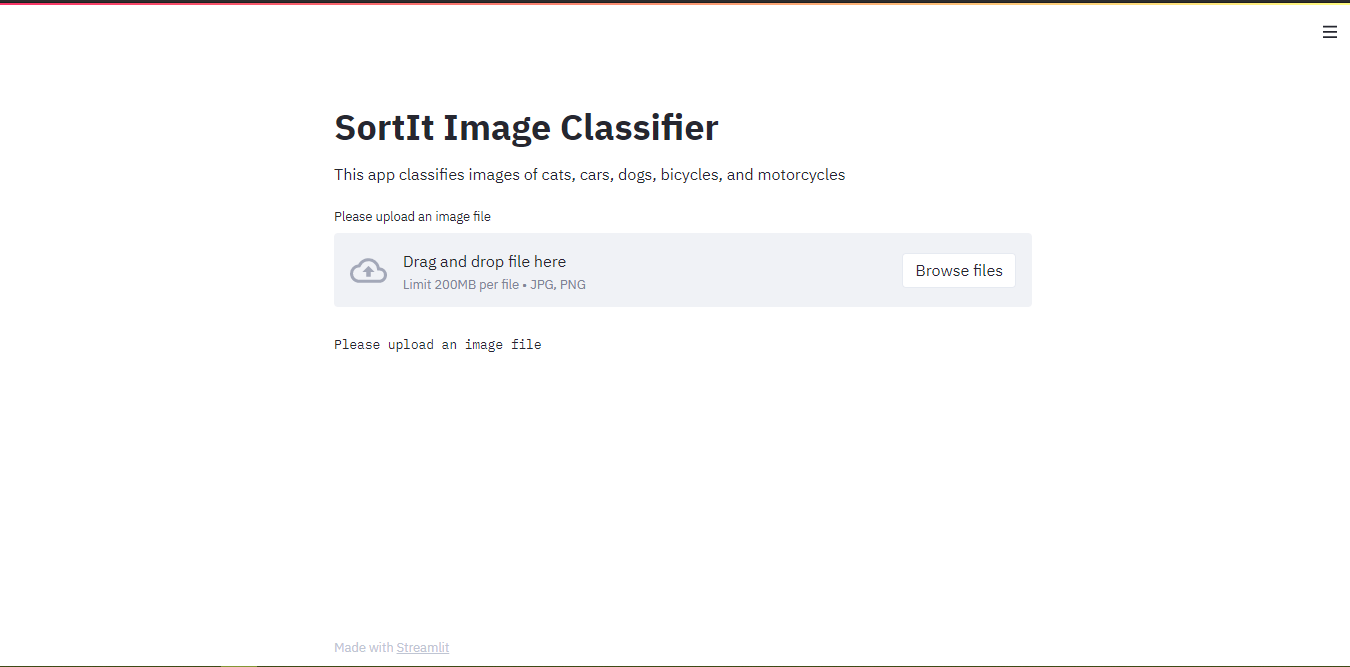 SortIt Image Classifier
This app classifies images of cats, cars, dogs, bicycles, and motorcycles
Please upload an image file
Drag and drop file here
Limit 200MB per file • JPG, PNG
Browse files
Please upload an image file
Made with Streamlit